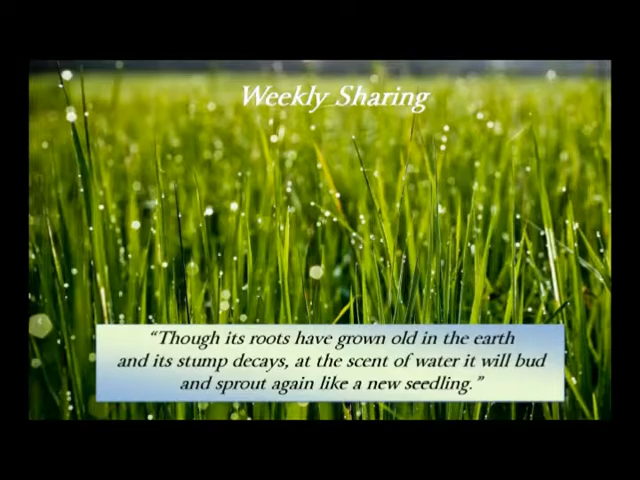 Weekly Sharing
“Though its roots have grown old in the earth
and its stump decays, at the scent of water it will bud
and sprout again like a new seedling.”